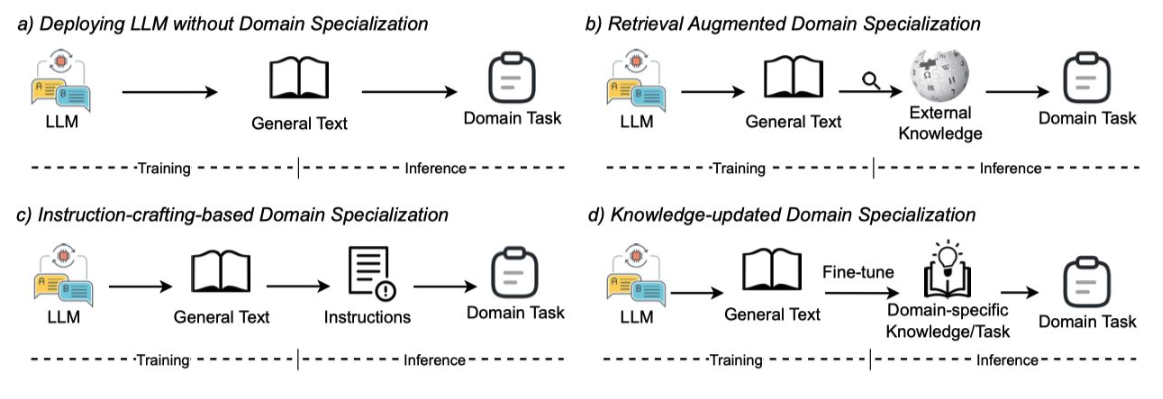 a) Deploying LLM without Domain Specialization
LLM
General Text
Domain Task
Training
Inference
b) Retrieval Augmented Domain Specialization
LLM
General Text
External
Knowledge
Domain Task
Training
Inference
c) Instruction-crafting-based Domain Specialization
LLM
General Text
Instructions
Domain Task
Training
Inference
d) Knowledge-updated Domain Specialization
LLM
General Text
Fine-tune
Domain-specific
Knowledge/Task
Domain Task
Training
Inference